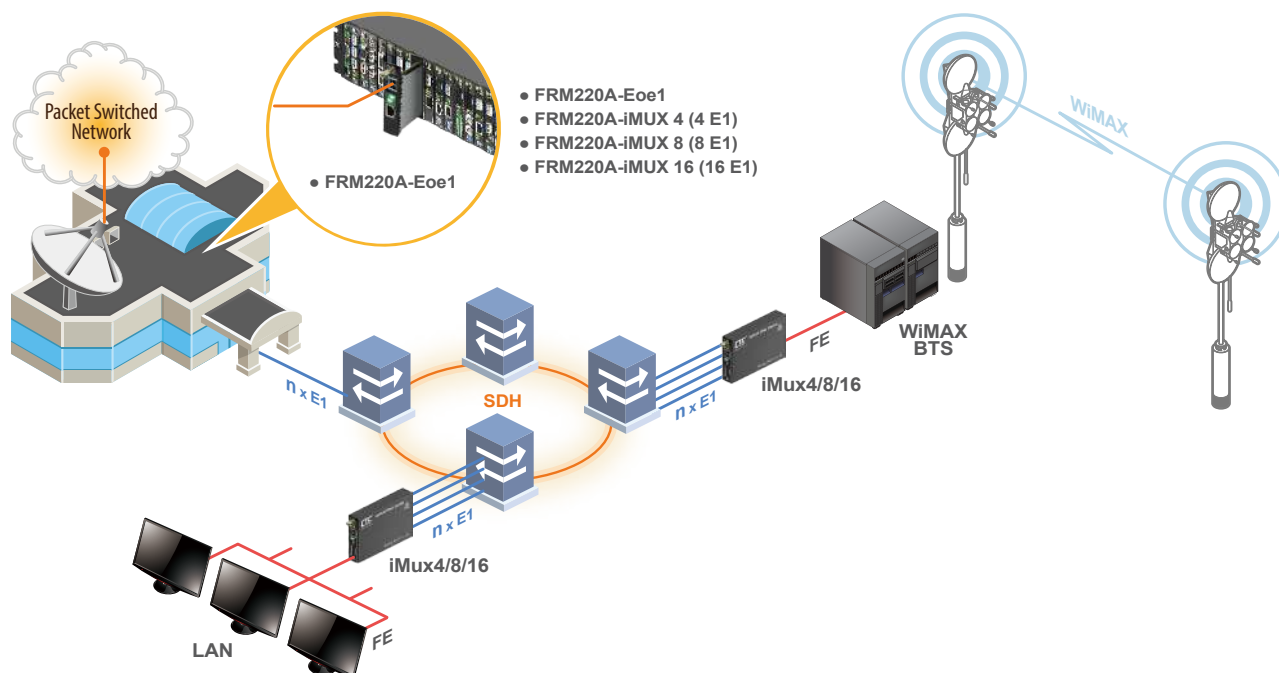 Packet Switched
Network
● FRM220A-Eoe1
● FRM220A-Eoe1
● FRM220A-iMUX 4 (4 E1)
● FRM220A-iMUX 8 (8 E1)
● FRM220A-iMUX 16 (16 E1)
WiMAX
WiMAX
BTS
FE
iMux4/8/16
n x E1
SDH
n x E1
n x E1
iMux4/8/16
CTC
CTC
LAN
FE